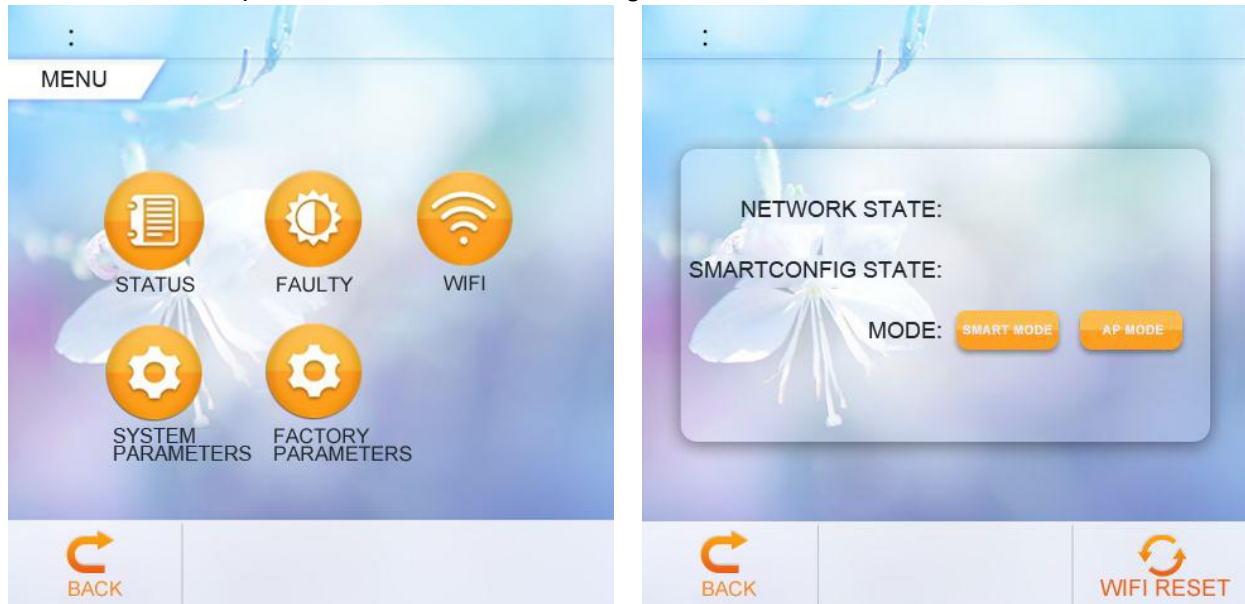 :
MENU
STATUS
FAULTY
WIFI
SYSTEM
PARAMETERS
FACTORY
PARAMETERS
BACK
:
NETWORK STATE:
SMARTCONFIG STATE:
MODE: SMART MODE AP MODE
BACK
WIFI RESET